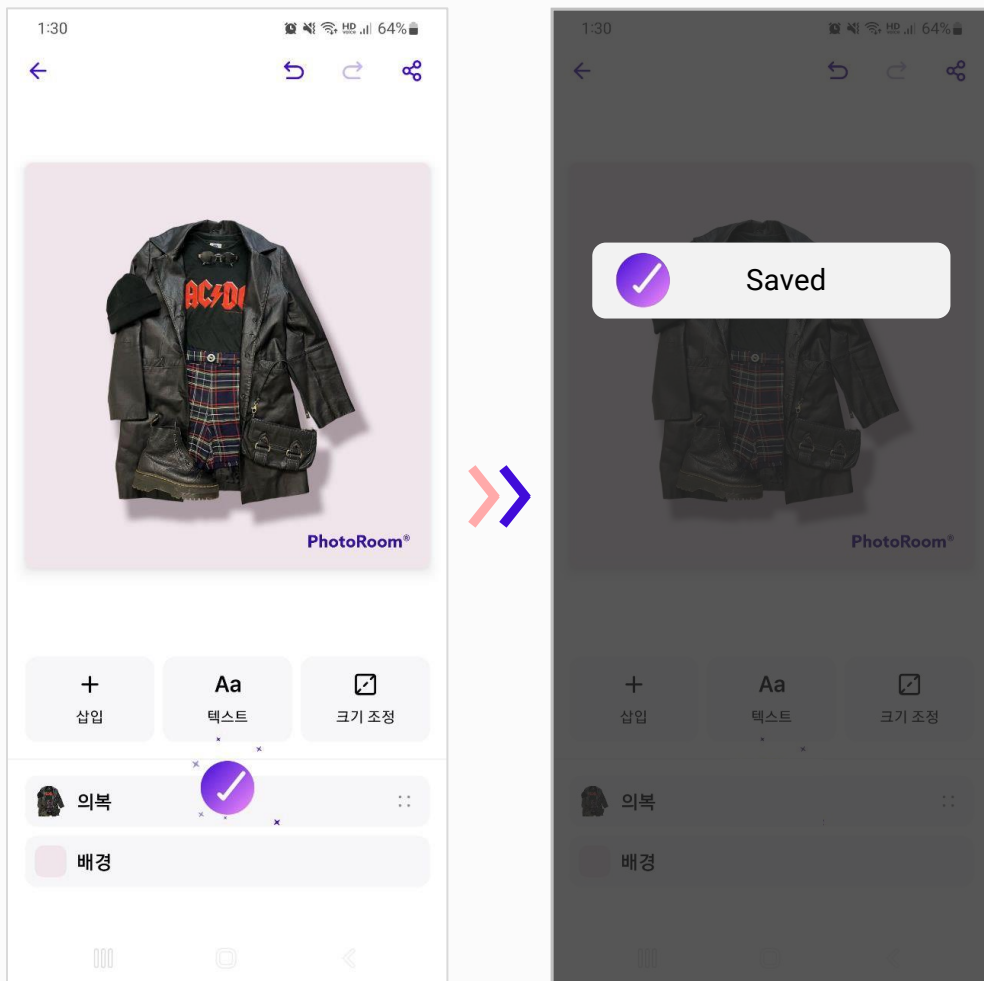 1:30
HD
VOICE
64%
AC⚡DC
PhotoRoom®
삽입
Aa
텍스트
크기 조정
의복
배경
1:30
64%
Saved
PhotoRoom®
삽입
Aa
텍스트
크기 조정
의복
배경